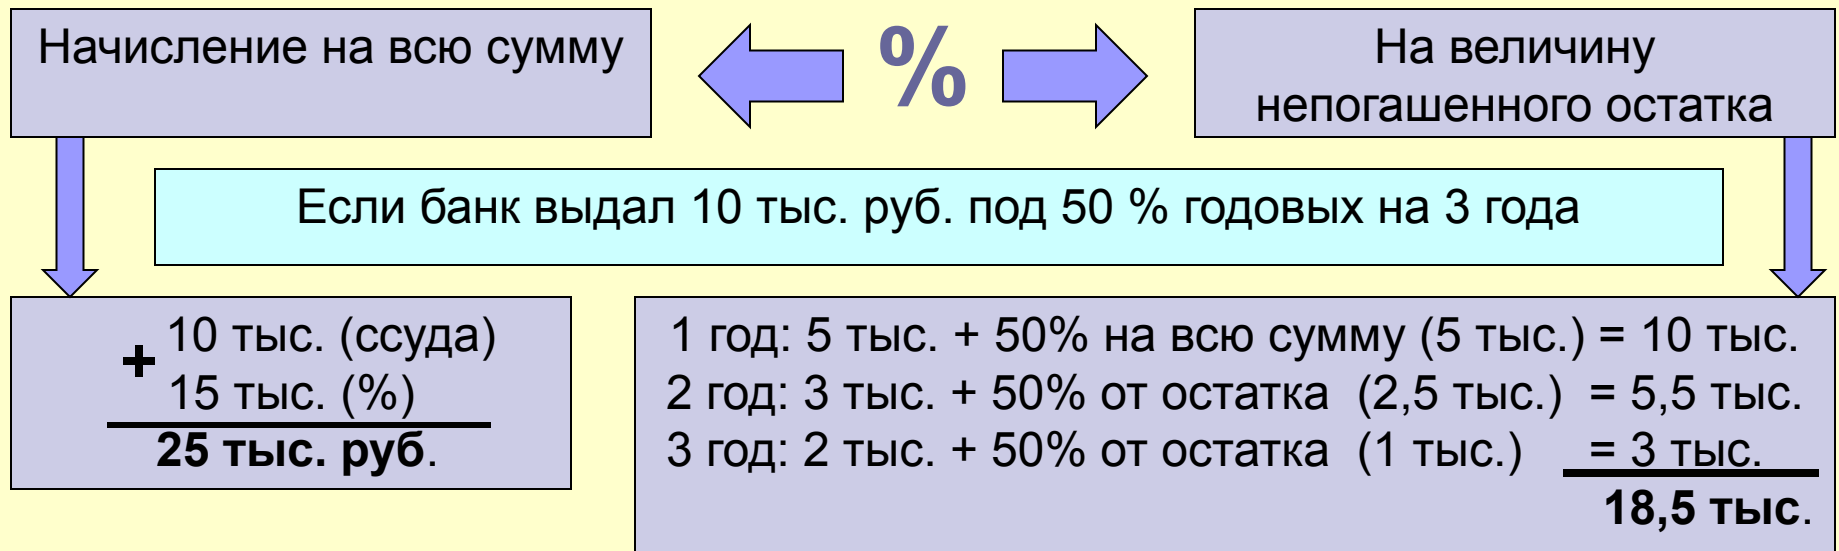 Начисление на всю сумму
%
На величину
непогашенного остатка
Если банк выдал 10 тыс. руб. под 50 % годовых на 3 года
+ 10 тыс. (ссуда)
15 тыс. (%)
25 тыс. руб.
1 год: 5 тыс. + 50% на всю сумму (5 тыс.) = 10 тыс.
2 год: 3 тыс. + 50% от остатка (2,5 тыс.) = 5,5 тыс.
3 год: 2 тыс. + 50% от остатка (1 тыс.) = 3 тыс.
18,5 тыс.